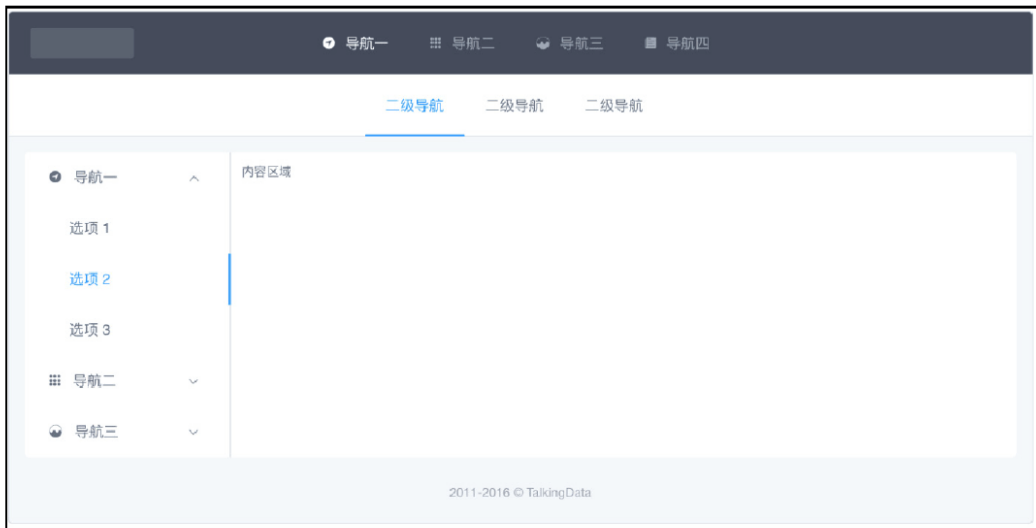 导航一 导航二 导航三 导航四
二级导航 二级导航 二级导航
导航一
选项 1
选项 2
选项 3
导航二
导航三
内容区域
2011-2016 © TalkingData